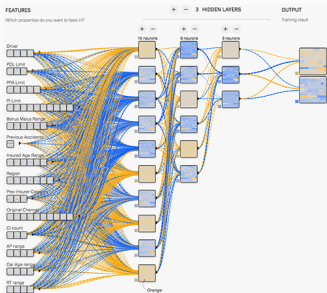 FEATURES
+ − 3 HIDDEN LAYERS
OUTPUT
Which properties do you want to feed in?
Training result
+ −
+ −
+ −
10 neurons
6 neurons
3 neurons
Driver
PDL Limit
PPA Limit
PI Limit
Bonus Malus Range
Previous Accidents
Insured Age Range
Region
Prev Insurer Class
Original Channel
CI count
AP range
Car Age range
RT range
Orange